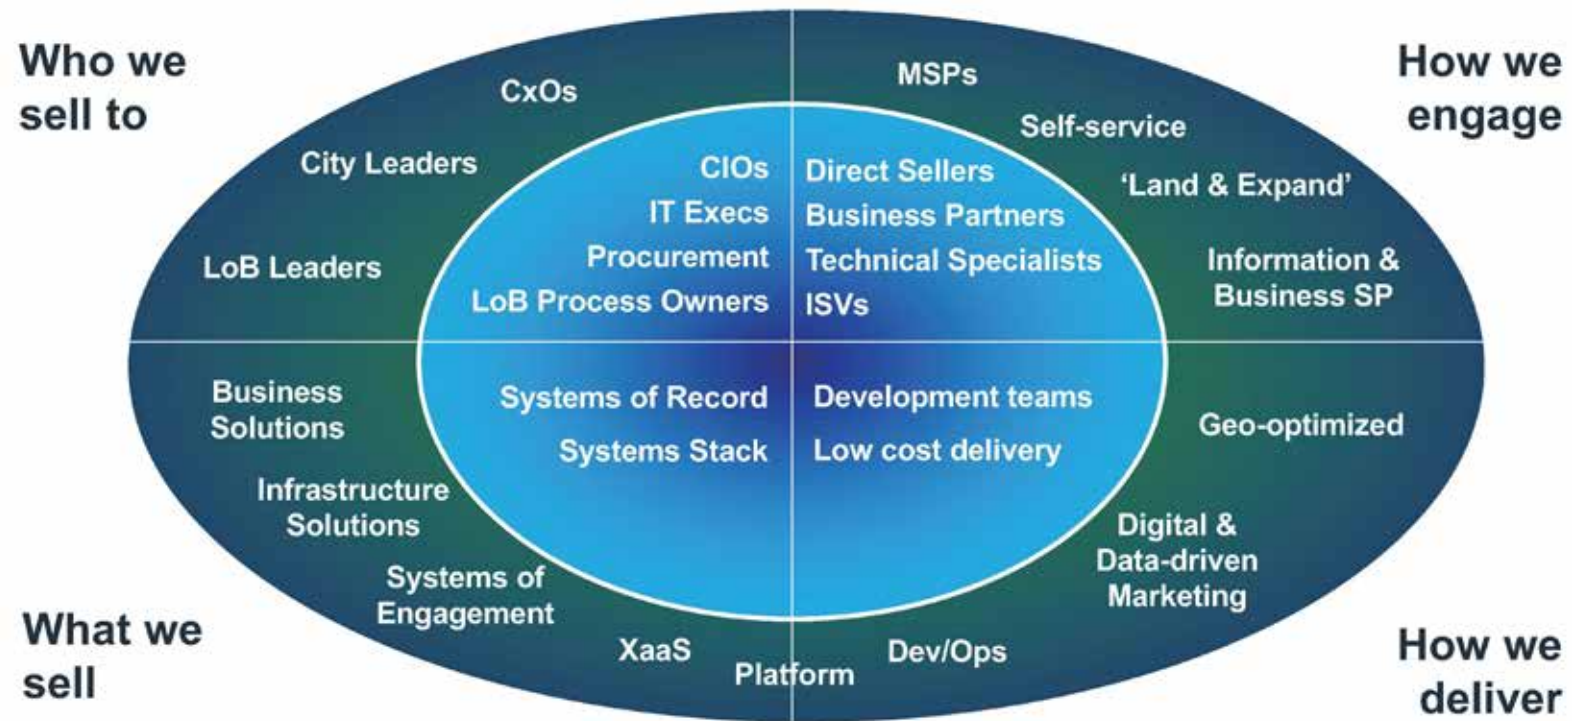 Who we
sell to
CxOs
City Leaders
LoB Leaders
CIOs
IT Execs
Procurement
LoB Process Owners
How we
engage
MSPs
Self-service
‘Land & Expand’
Information &
Business SP
Direct Sellers
Business Partners
Technical Specialists
ISVs
What we
sell
Business
Solutions
Infrastructure
Solutions
Systems of
Engagement
XaaS
Platform
Systems of Record
Systems Stack
How we
deliver
Development teams
Low cost delivery
Geo-optimized
Digital &
Data-driven
Marketing
Dev/Ops